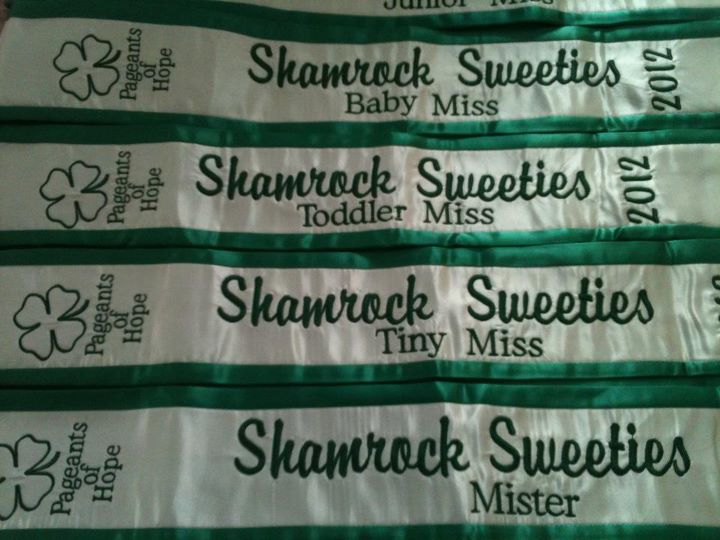 Junior Miss
Pageants
of
Hope
Shamrock Sweeties
Baby Miss
2012
Pageants
of
Hope
Shamrock Sweeties
Toddler Miss
2012
Pageants
of
Hope
Shamrock Sweeties
Tiny Miss
Pageants
of
Hope
Shamrock Sweeties
Mister